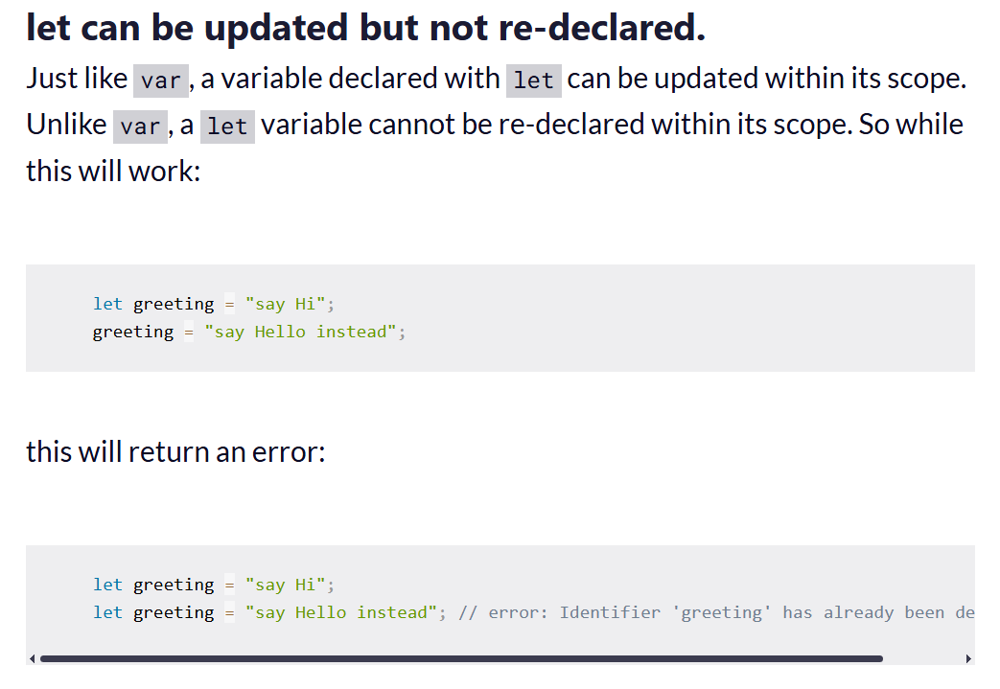 let can be updated but not re-declared.
Just like var, a variable declared with let can be updated within its scope.
Unlike var, a let variable cannot be re-declared within its scope. So while
this will work:
let greeting = "say Hi";
greeting = "say Hello instead";
this will return an error:
let greeting = "say Hi";
let greeting = "say Hello instead"; // error: Identifier 'greeting' has already been de